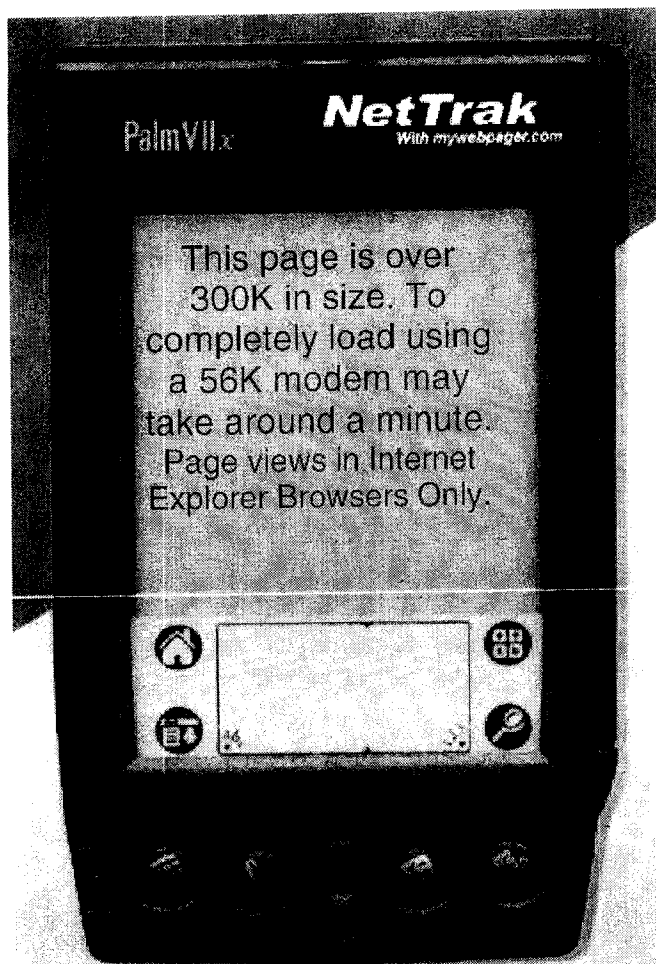 PalmVIIx
NetTrak
With mywebpager.com
This page is over
300K in size. To
completely load using
a 56K modem may
take around a minute.
Page views in Internet
Explorer Browsers Only.